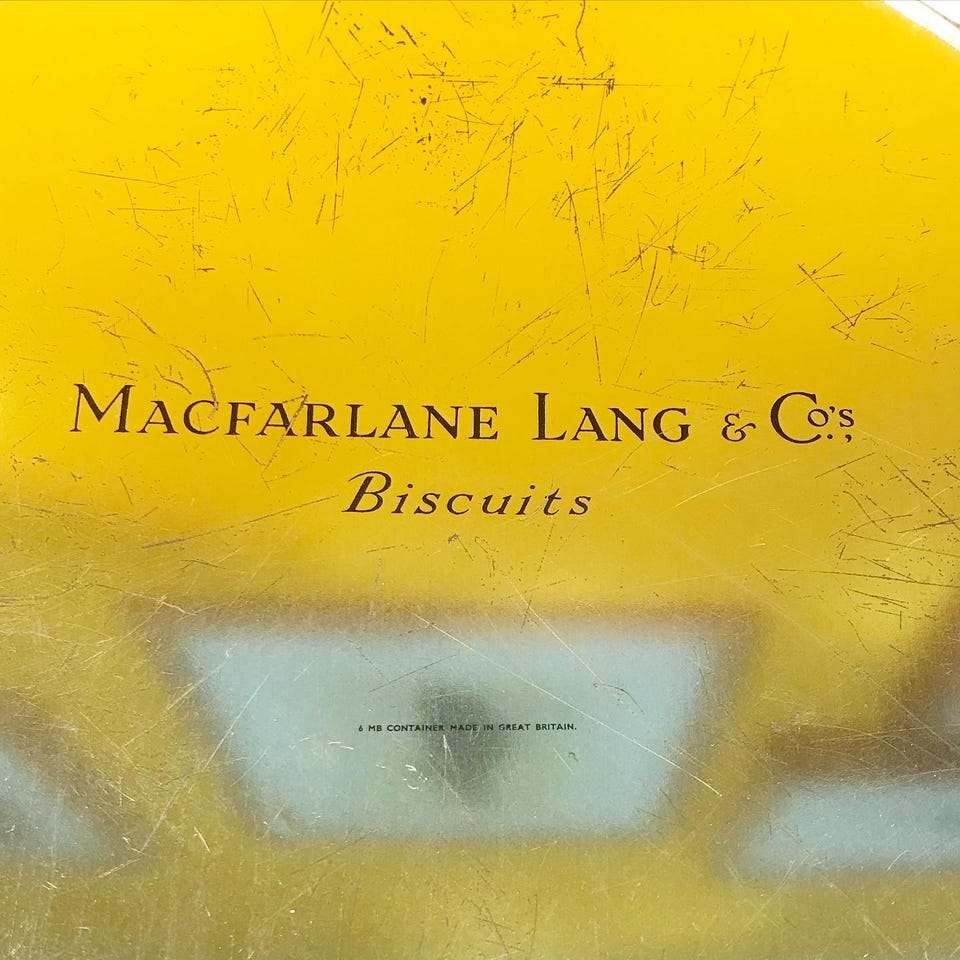 MACFARLANE LANG & Co's.,
Biscuits
6 MB CONTAINER MADE IN GREAT BRITAIN.